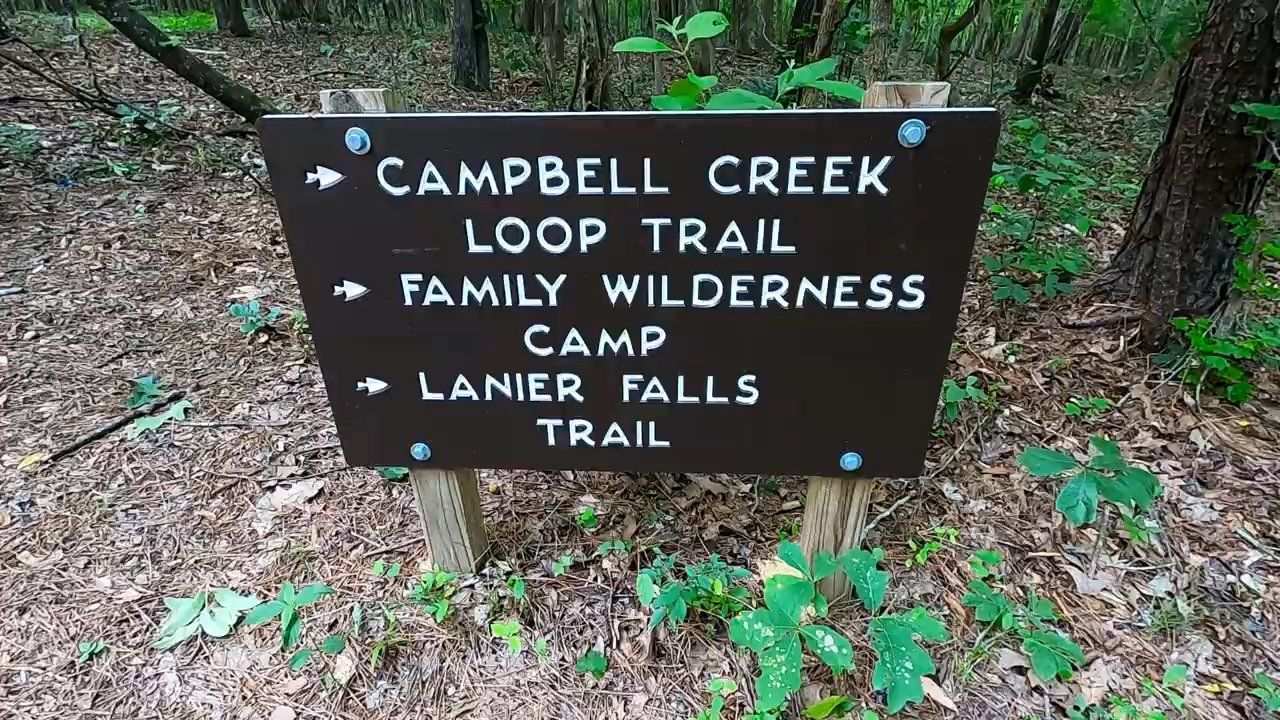 CAMPBELL CREEK
LOOP TRAIL
FAMILY WILDERNESS
CAMP
LANIER FALLS
TRAIL